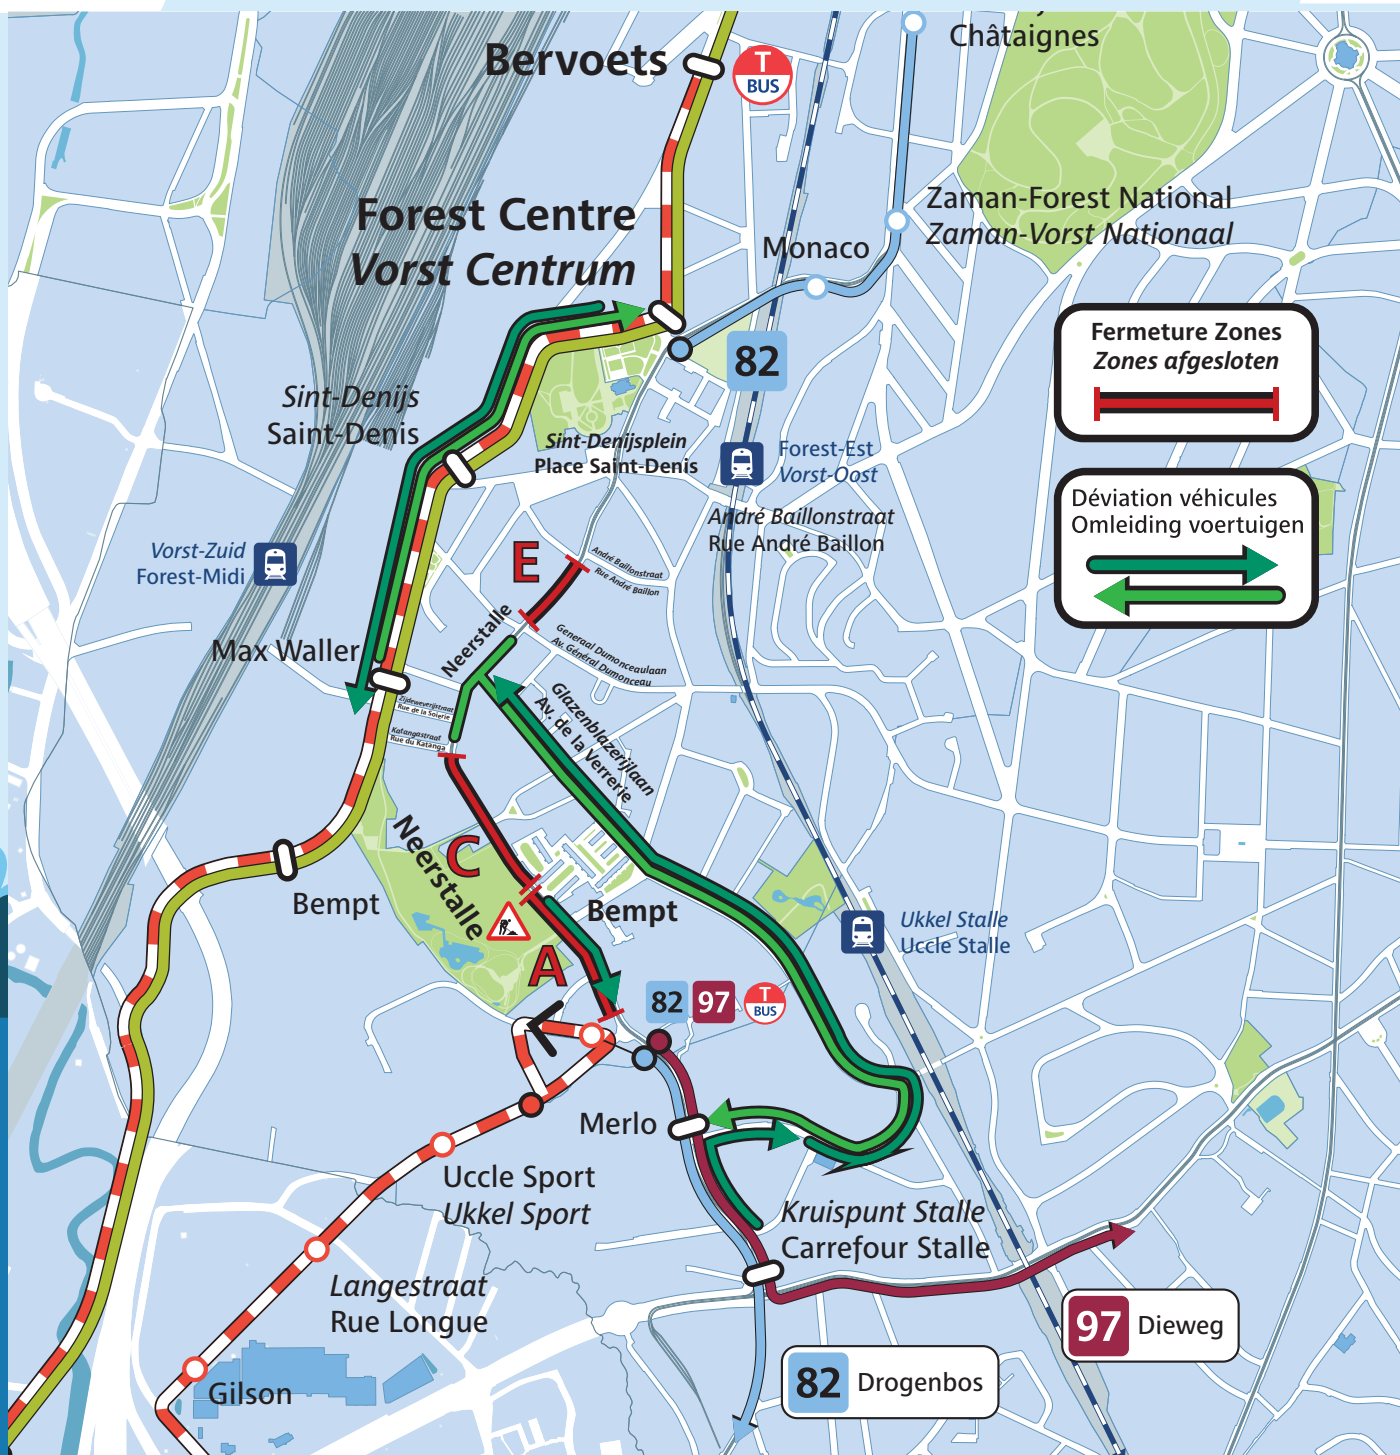 Châtaignes
Bervoets
T
BUS
Zaman-Forest National
Zaman-Vorst Nationaal
Forest Centre
Vorst Centrum
Monaco
Fermeture Zones
Zones afgesloten
82
Sint-Denijs
Saint-Denis
Sint-Denijsplein
Place Saint-Denis
Forest-Est
Vorst-Oost
Déviation véhicules
Omleiding voertuigen
André Baillonstraat
Rue André Baillon
Vorst-Zuid
Forest-Midi
E
André Baillonstraat
Rue André Baillon
Neerstalle
Generaal Dumonceaulaan
Av. Général Dumonceau
Max Waller
Zijdeweverijstraat
Rue de la Soierie
Glazenblazerijlaan
Av. de la Verrerie
Katangastraat
Rue du Katanga
C
Neerstalle
Bempt
Bempt
Ukkel Stalle
Uccle Stalle
A
82
97
T
BUS
Merlo
Uccle Sport
Ukkel Sport
Kruispunt Stalle
Carrefour Stalle
Langestraat
Rue Longue
97 Dieweg
82 Drogenbos
Gilson